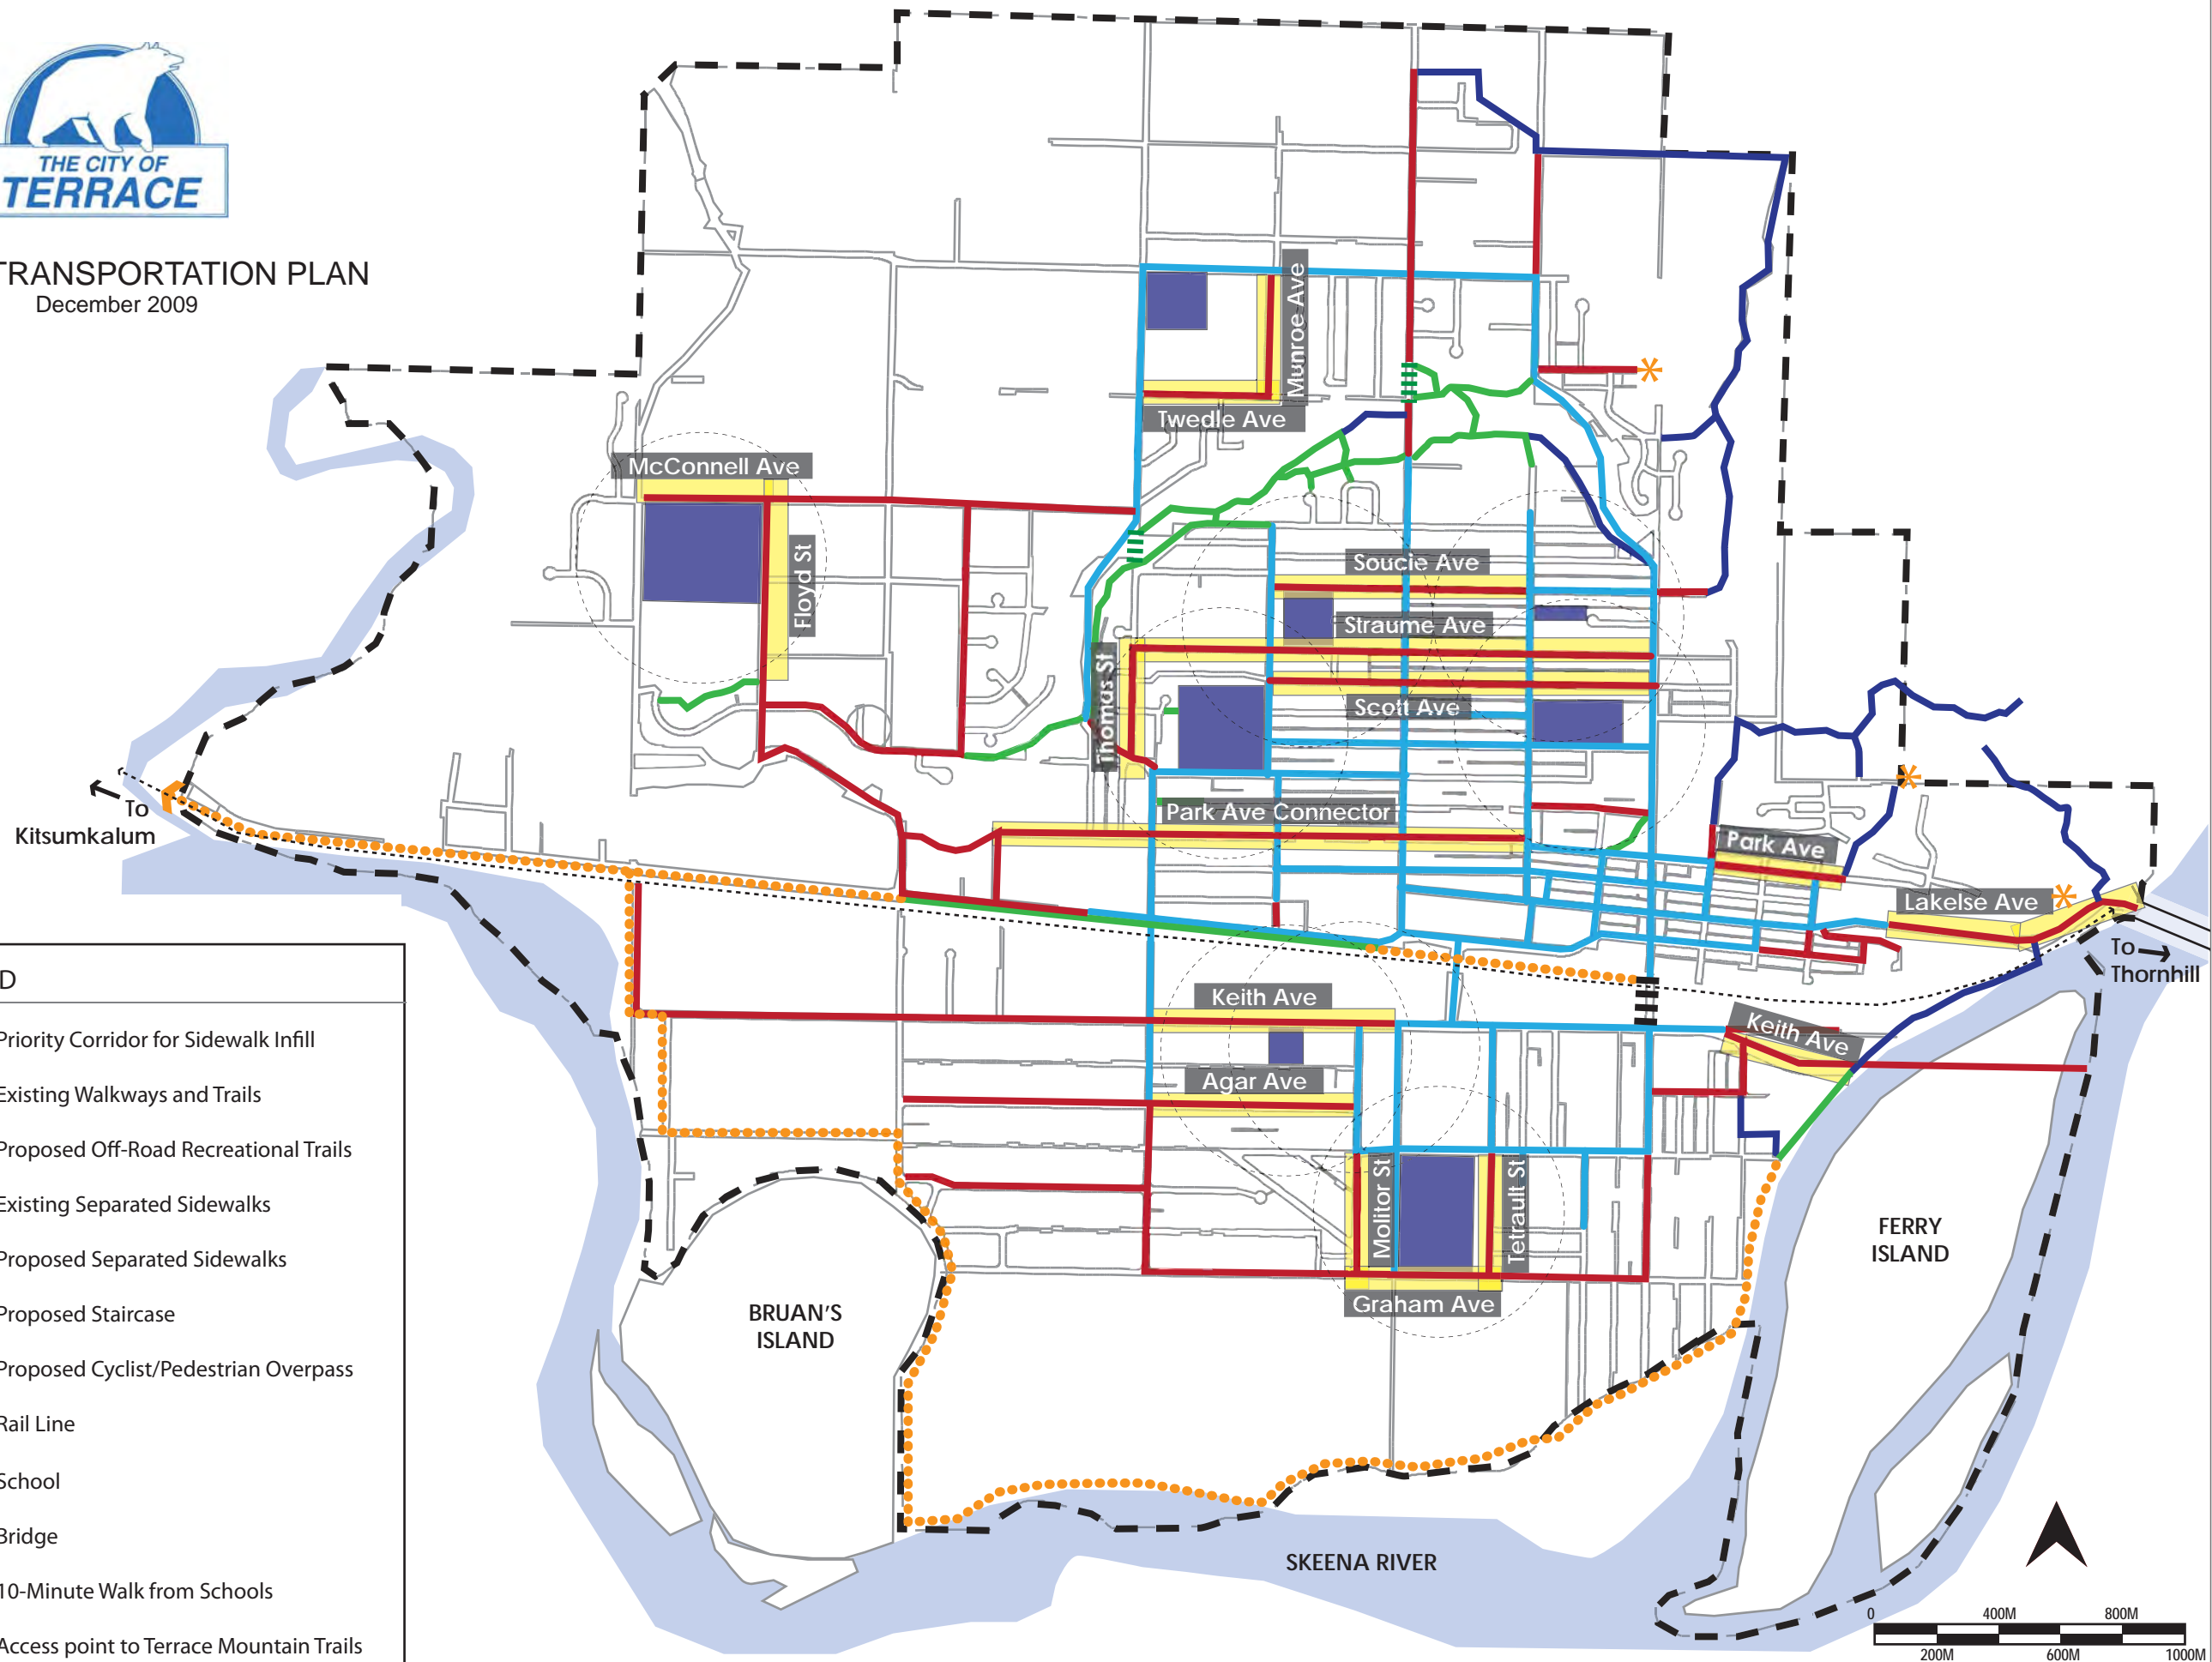 THE CITY OF
TERRACE
TRANSPORTATION PLAN
December 2009
Munroe Ave
Twedle Ave
McConnell Ave
Floyd St
Soucie Ave
Straume Ave
Thomas St
Scott Ave
To
Kitsumkalum
Park Ave Connector
Park Ave
Lakelse Ave
To
Thornhill
Keith Ave
Keith Ave
Agar Ave
Molitor St
Tetrault St
Graham Ave
FERRY
ISLAND
BRUAN'S
ISLAND
SKEENA RIVER
D
Priority Corridor for Sidewalk Infill
Existing Walkways and Trails
Proposed Off-Road Recreational Trails
Existing Separated Sidewalks
Proposed Separated Sidewalks
Proposed Staircase
Proposed Cyclist/Pedestrian Overpass
Rail Line
School
Bridge
10-Minute Walk from Schools
Access point to Terrace Mountain Trails
0 400M 800M
200M 600M 1000M